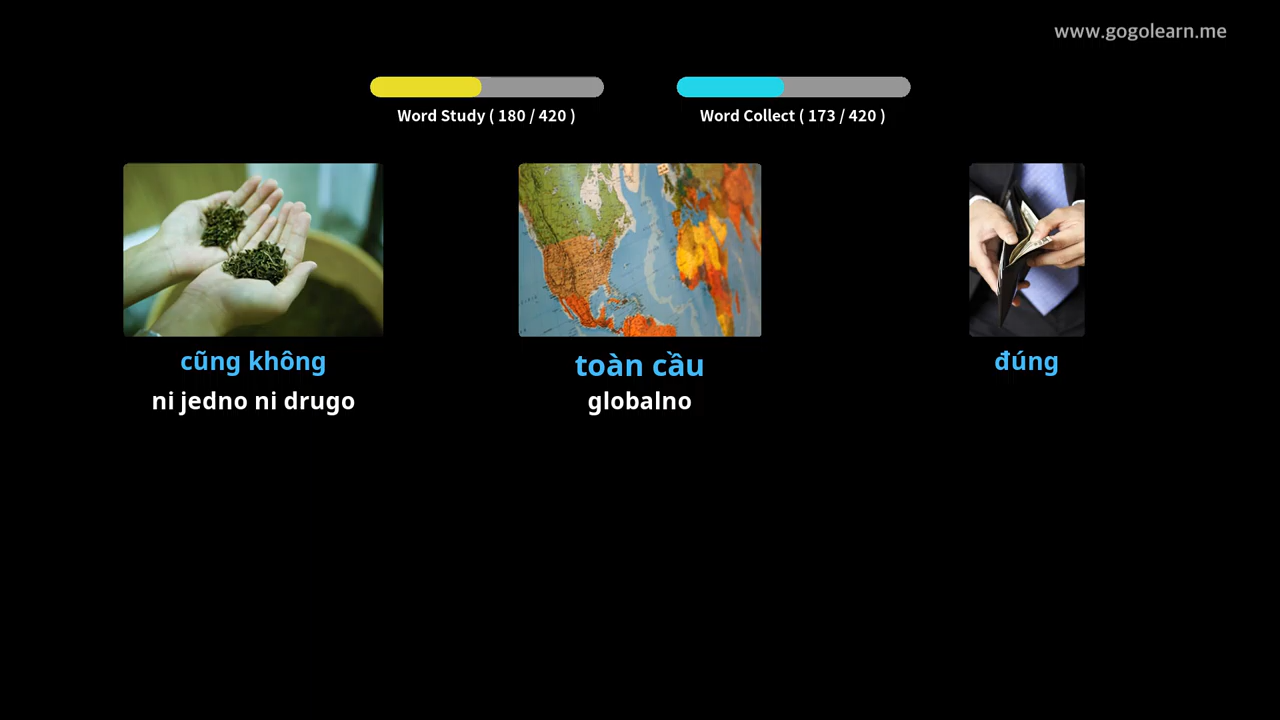 www.gogolearn.me
Word Study ( 180 / 420 )
Word Collect ( 173 / 420 )
cũng không
ni jedno ni drugo
toàn cầu
globalno
đúng